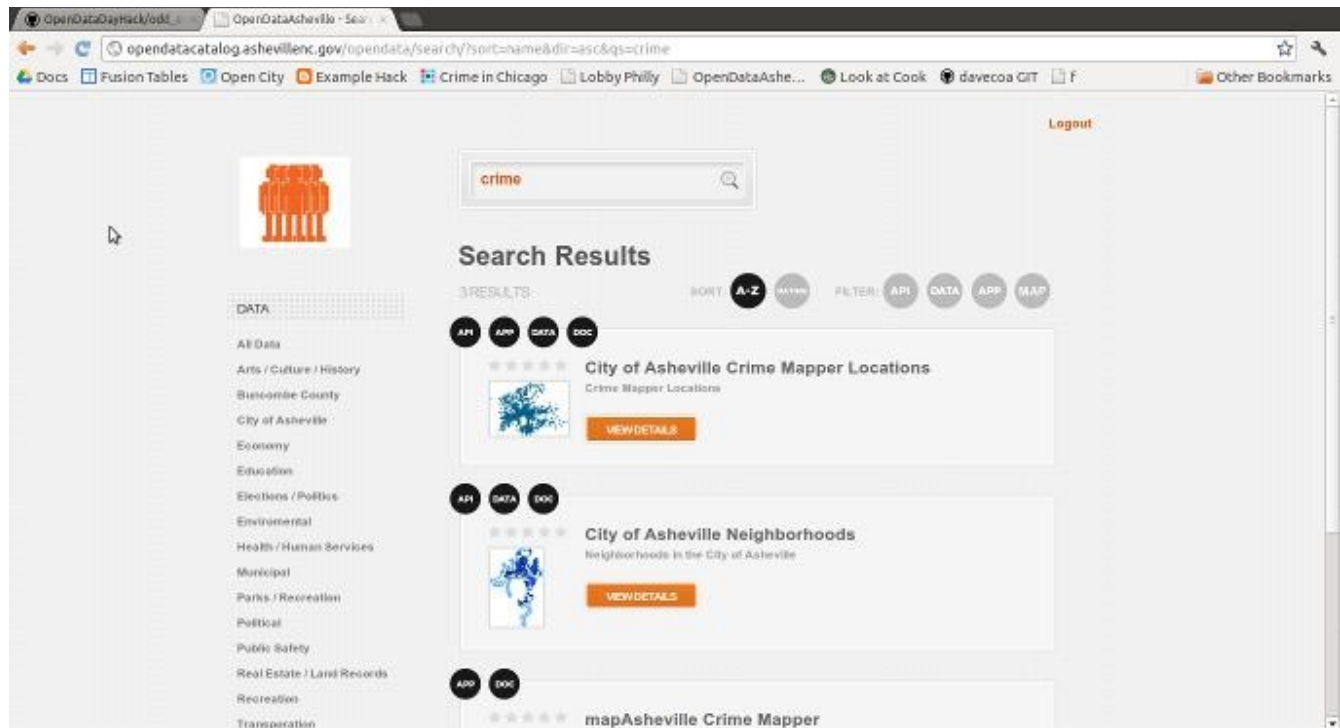 OpenDataDayHack/odd_
OpenDataAsheville - Sear
opendatacatalog.ashevillenc.gov/opendata/search/?sort=name&dir=asc&qs=crime
Docs Fusion Tables Open City Example Hack Crime in Chicago Lobby Philly OpenDataAshe... Look at Cook davecoa GIT f Other Bookmarks
Logout
crime
Search Results
3 RESULTS
SORT: A-Z
FILTER: API DATA APP MAP
DATA
All Data
Arts / Culture / History
Buncombe County
City of Asheville
Economy
Education
Elections / Politics
Enviromental
Health / Human Services
Municipal
Parks / Recreation
Political
Public Safety
Real Estate / Land Records
Recreation
Transporation
API APP DATA DOC
City of Asheville Crime Mapper Locations
Crime Mapper Locations
VIEW DETAILS
API DATA DOC
City of Asheville Neighborhoods
Neighborhoods in the City of Asheville
VIEW DETAILS
APP DOC
mapAsheville Crime Mapper